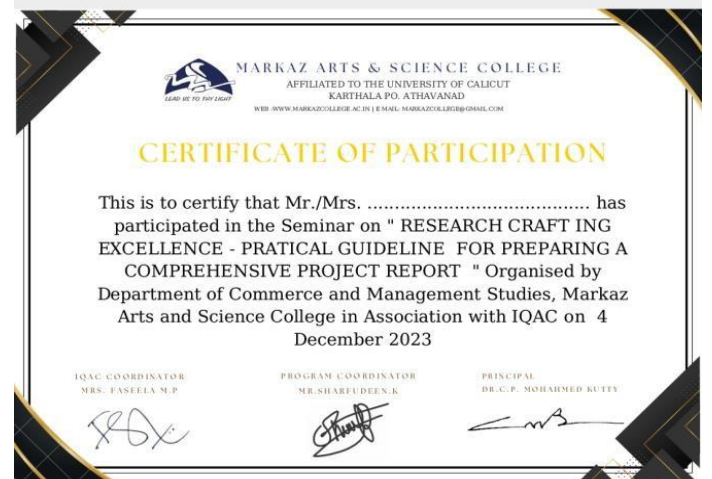 MARKAZ ARTS & SCIENCE COLLEGE
AFFILIATED TO THE UNIVERSITY OF CALICUT
KARTHALA PO. ATHAVANAD
WEB :WWW.MARKAZCOLLEGE.AC.IN | E MAIL- MARKAZCOLLEGE@GMAIL.COM
LEAD US TO THY LIGHT
CERTIFICATE OF PARTICIPATION
This is to certify that Mr./Mrs. ......................................... has
participated in the Seminar on " RESEARCH CRAFT ING
EXCELLENCE - PRATICAL GUIDELINE FOR PREPARING A
COMPREHENSIVE PROJECT REPORT " Organised by
Department of Commerce and Management Studies, Markaz
Arts and Science College in Association with IQAC on 4
December 2023
IQAC COORDINATOR
MRS. FASEELA M.P
PROGRAM COORDINATOR
MR.SHARFUDEEN.K
PRINCIPAL
DR.C.P. MOHAHMED KUTTY